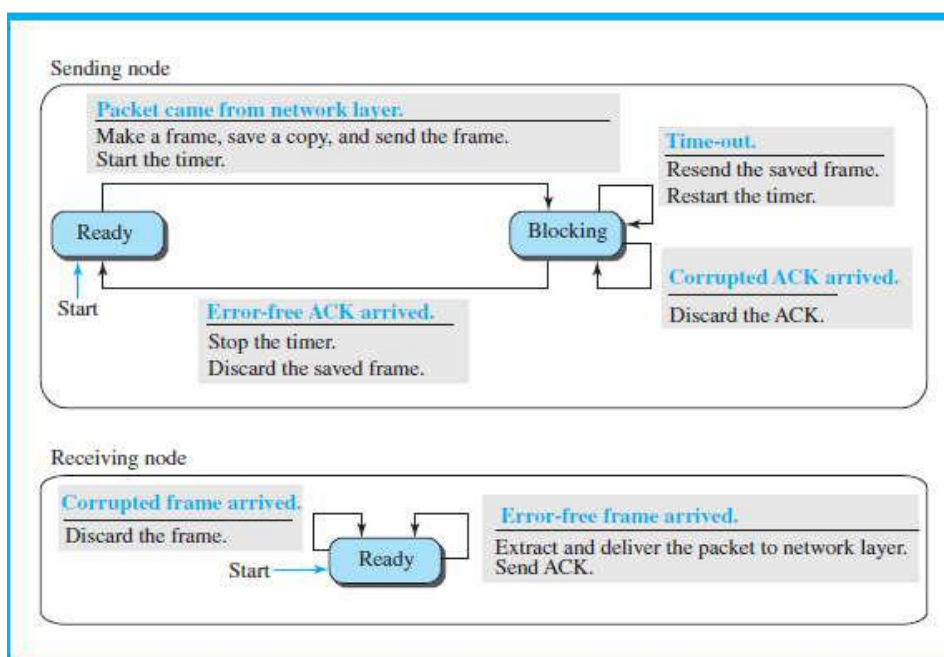 Sending node
Packet came from network layer.
Make a frame, save a copy, and send the frame.
Start the timer.
Time-out.
Resend the saved frame.
Restart the timer.
Ready
Blocking
Start
Error-free ACK arrived.
Stop the timer.
Discard the saved frame.
Corrupted ACK arrived.
Discard the ACK.
Receiving node
Corrupted frame arrived.
Discard the frame.
Start
Ready
Error-free frame arrived.
Extract and deliver the packet to network layer.
Send ACK.